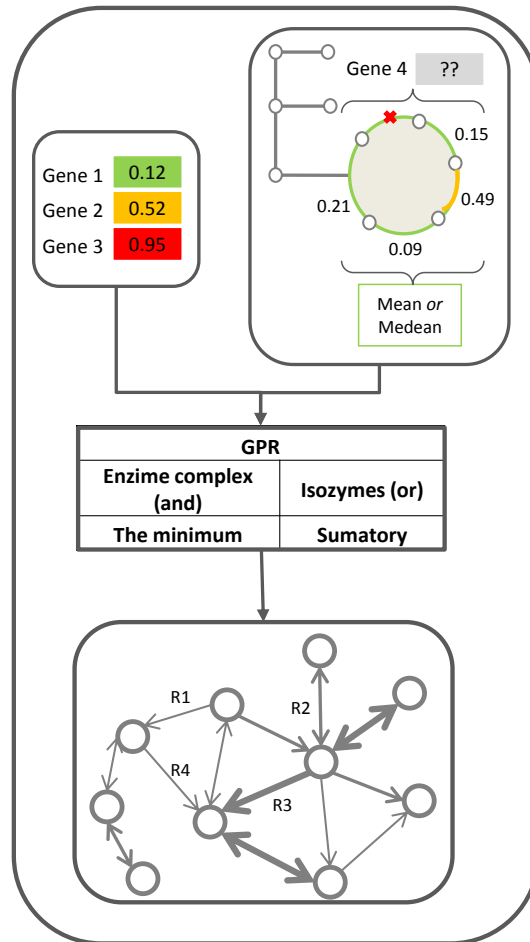 Gene 4 ??
0.15
0.49
0.21
0.09
Mean or
Medean
Gene 1 0.12
Gene 2 0.52
Gene 3 0.95
GPR
Enzime complex
(and)
Isozymes (or)
The minimum
Sumatory
R1
R2
R4
R3